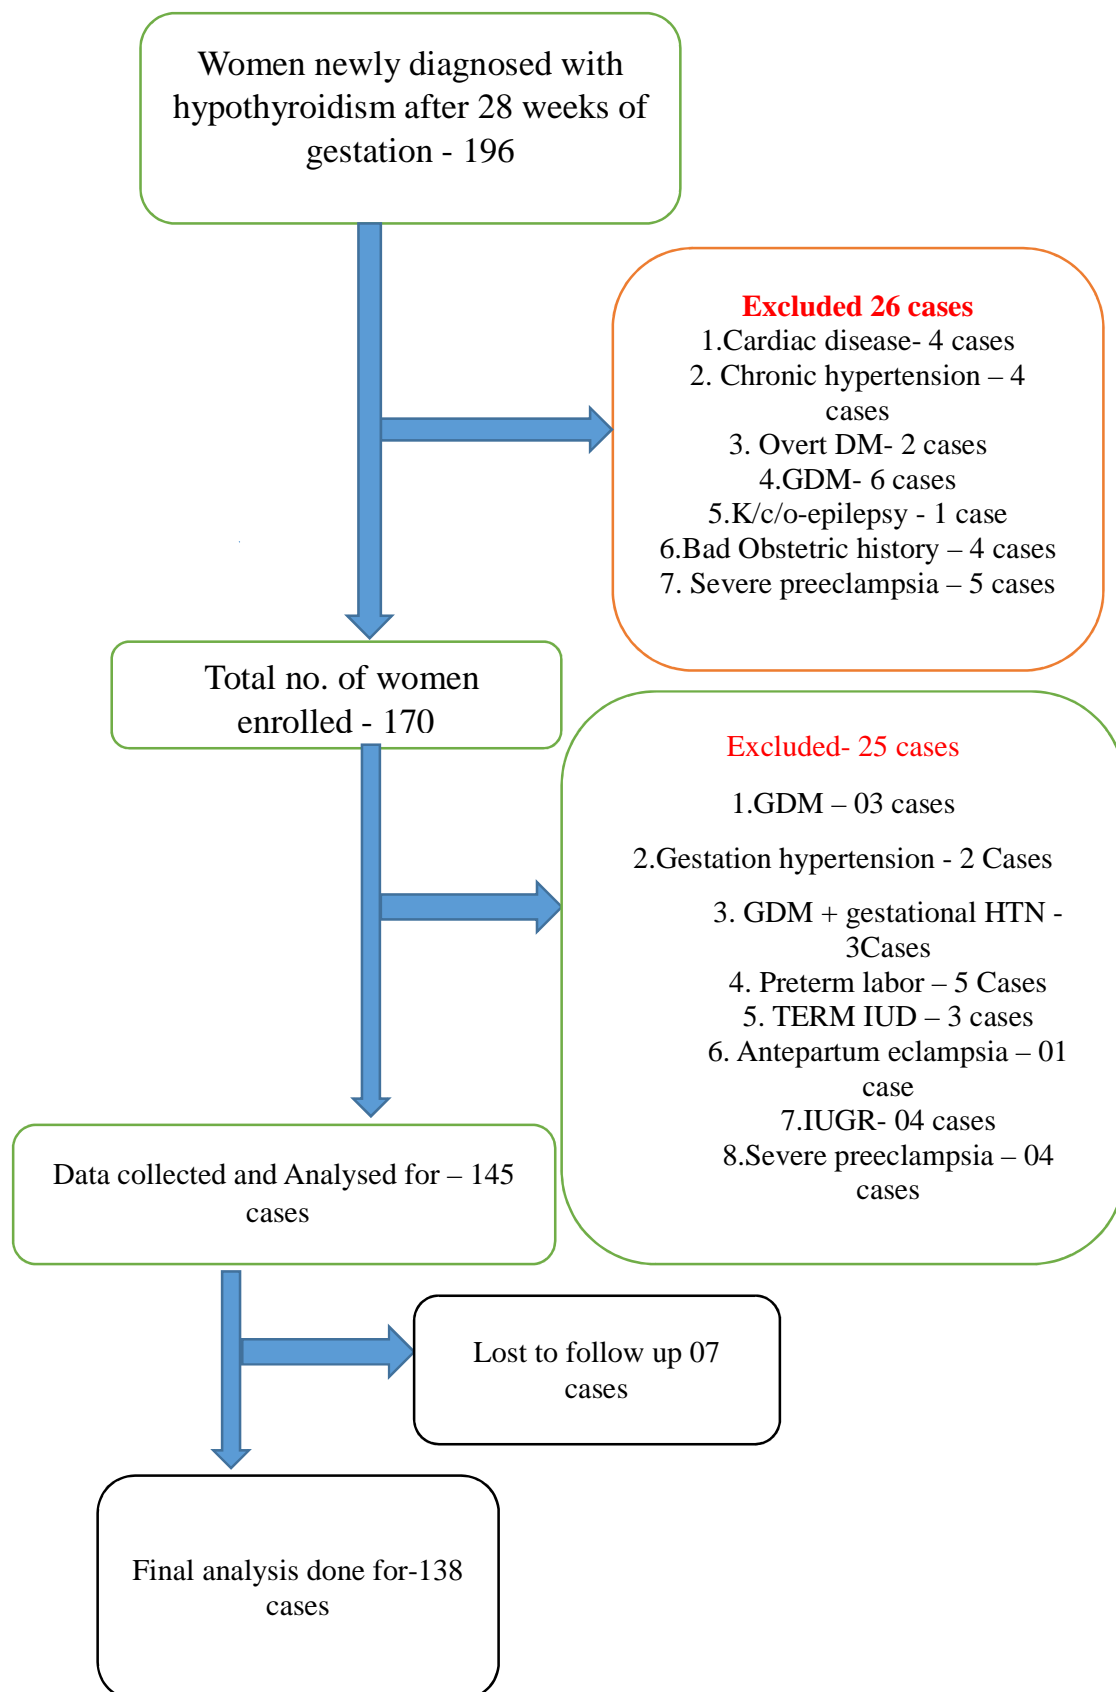 Women newly diagnosed with
hypothyroidism after 28 weeks of
gestation - 196
Excluded 26 cases
1.Cardiac disease- 4 cases
2. Chronic hypertension – 4
cases
3. Overt DM- 2 cases
4.GDM- 6 cases
5.K/c/o-epilepsy - 1 case
6.Bad Obstetric history – 4 cases
7. Severe preeclampsia – 5 cases
Total no. of women
enrolled - 170
Excluded- 25 cases
1.GDM – 03 cases
2.Gestation hypertension - 2 Cases
3. GDM + gestational HTN -
3Cases
4. Preterm labor – 5 Cases
5. TERM IUD – 3 cases
6. Antepartum eclampsia – 01
case
7.IUGR- 04 cases
8.Severe preeclampsia – 04
cases
Data collected and Analysed for – 145
cases
Lost to follow up 07
cases
Final analysis done for-138
cases